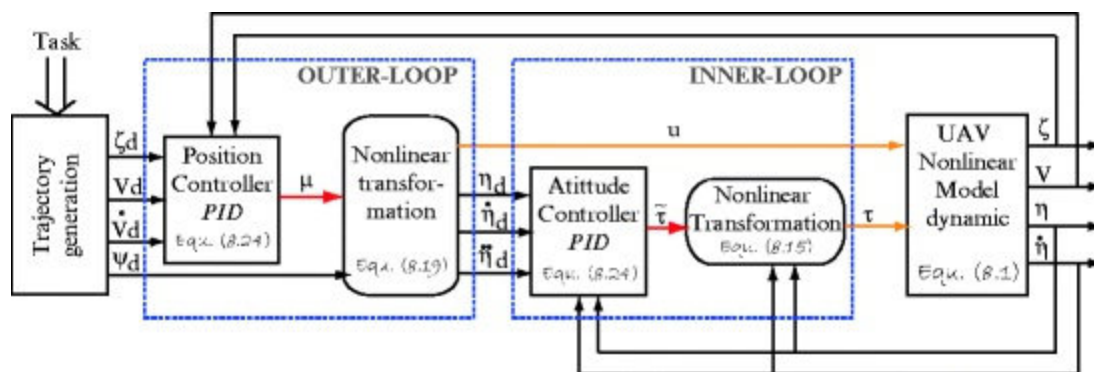 Task
OUTER-LOOP
INNER-LOOP
Trajectory
generation
ζd
Vd
V̇d
Ψd
Position
Controller
PID
Equ. (8.24)
μ
Nonlinear
transfor-
mation
Equ. (8.19)
u
ηd
η̇d
η̈d
Atittude
Controller
PID
Equ. (8.24)
τ̃
Nonlinear
Transformation
Equ. (8.15)
τ
UAV
Nonlinear
Model
dynamic
Equ. (8.1)
ζ
V
η
η̇